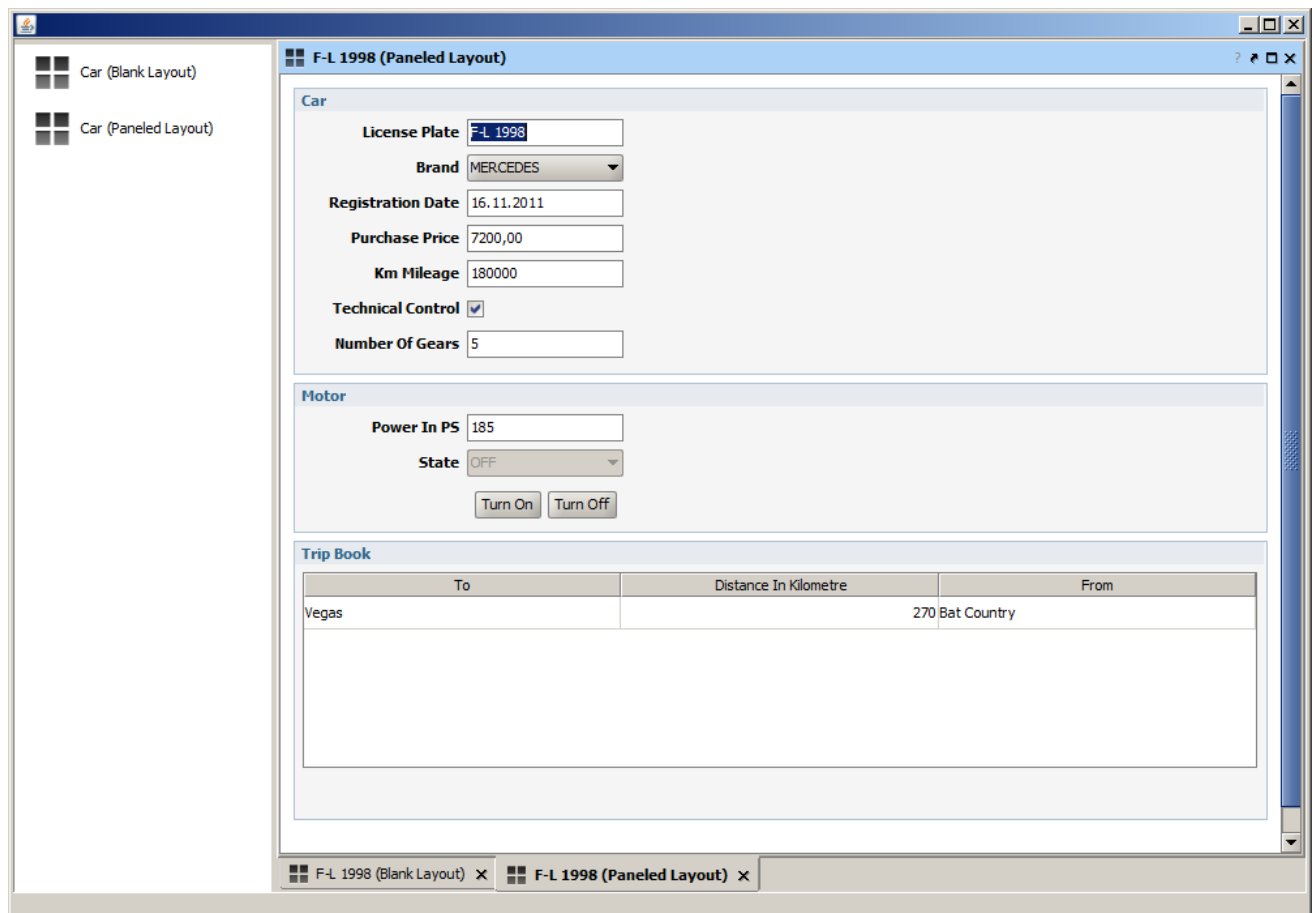 Car (Blank Layout)
Car (Paneled Layout)
F-L 1998 (Paneled Layout)
?
Car
License Plate F-L 1998
Brand MERCEDES
Registration Date 16.11.2011
Purchase Price 7200,00
Km Mileage 180000
Technical Control
Number Of Gears 5
Motor
Power In PS 185
State OFF
Turn On Turn Off
Trip Book
To Distance In Kilometre From
Vegas 270 Bat Country
F-L 1998 (Blank Layout) F-L 1998 (Paneled Layout)